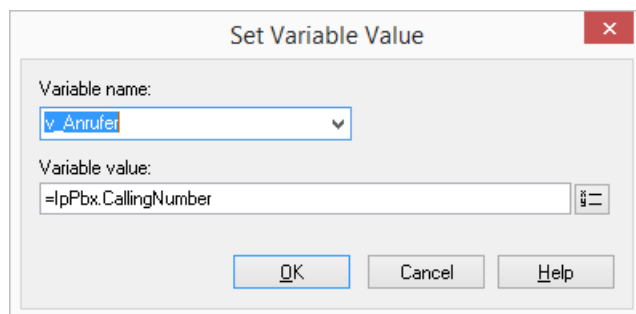 Set Variable Value
Variable name:
v_Anrufer
Variable value:
=IpPbx.CallingNumber
OK Cancel Help